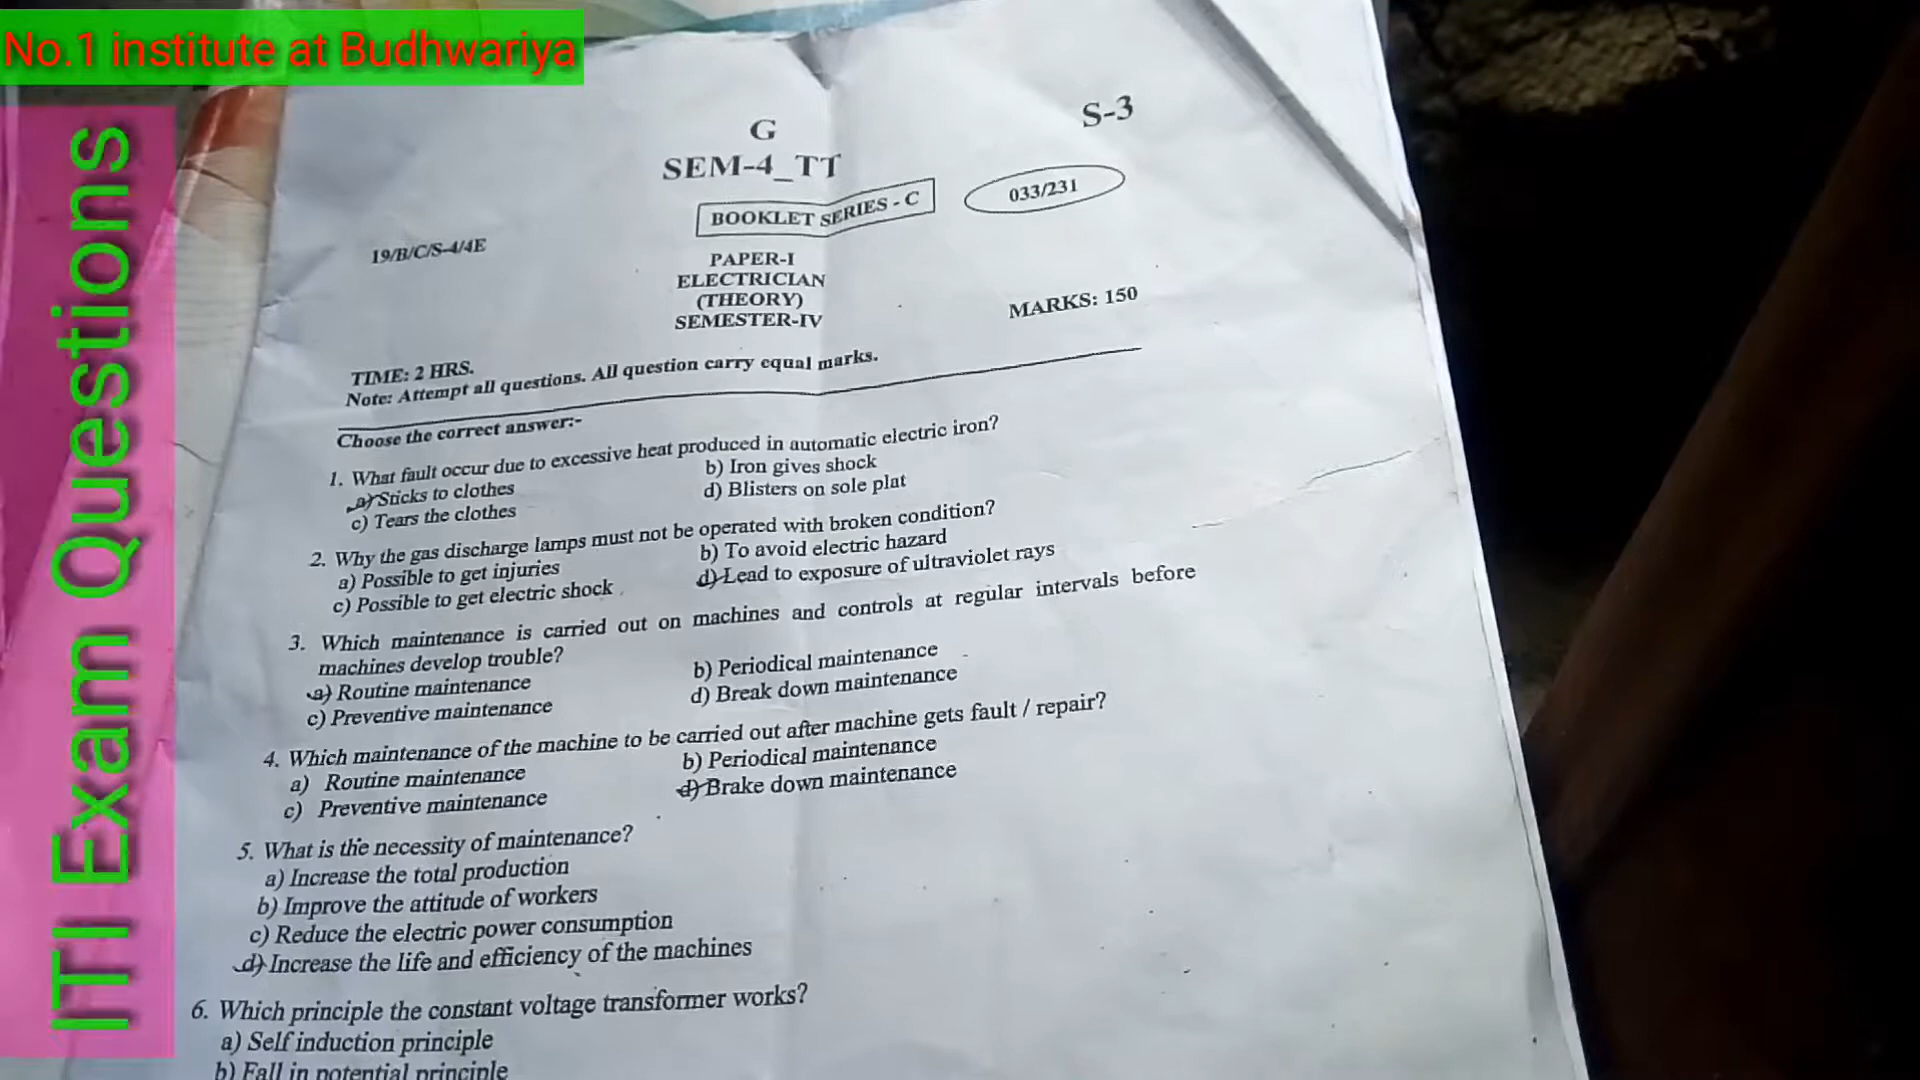 No.1 institute at Budhwariya
ITI Exam Questions
G
S-3
SEM-4_TT
BOOKLET SERIES - C
033/231
19/B/C/S-4/4E
PAPER-I
ELECTRICIAN
(THEORY)
SEMESTER-IV
MARKS: 150
TIME: 2 HRS.
Note: Attempt all questions. All question carry equal marks.
Choose the correct answer:-
1. What fault occur due to excessive heat produced in automatic electric iron?
a) Sticks to clothes b) Iron gives shock
c) Tears the clothes d) Blisters on sole plat
2. Why the gas discharge lamps must not be operated with broken condition?
a) Possible to get injuries b) To avoid electric hazard
c) Possible to get electric shock d) Lead to exposure of ultraviolet rays
3. Which maintenance is carried out on machines and controls at regular intervals before
machines develop trouble?
a) Routine maintenance b) Periodical maintenance
c) Preventive maintenance d) Break down maintenance
4. Which maintenance of the machine to be carried out after machine gets fault / repair?
a) Routine maintenance b) Periodical maintenance
c) Preventive maintenance d) Brake down maintenance
5. What is the necessity of maintenance?
a) Increase the total production
b) Improve the attitude of workers
c) Reduce the electric power consumption
d) Increase the life and efficiency of the machines
6. Which principle the constant voltage transformer works?
a) Self induction principle
b) Fall in potential principle